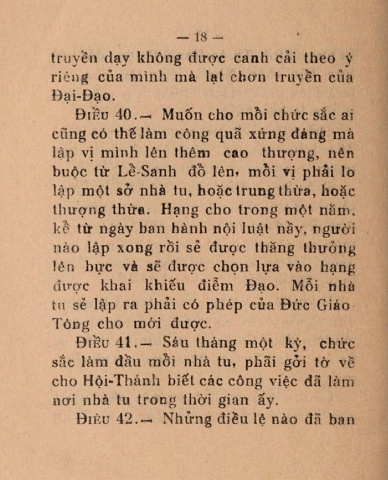 — 18 —
truyền dạy không được canh cải theo ý
riêng của mình mà lạt chơn truyền của
Đại-Đạo.
ĐIỀU 40.— Muốn cho mỗi chức sắc ai
cũng có thể làm công quã xứng đáng mà
lập vị mình lên thêm cao thượng, nên
buộc từ Lễ-Sanh đồ lên, mỗi vị phải lo
lập một sở nhà tu, hoặc trung thừa, hoặc
thượng thừa. Hạng cho trong một năm,
kể từ ngày ban hành nội luật nầy, người
nào lập xong rồi sẽ được thăng thưởng
lên bực và sẽ được chọn lựa vào hạng
được khai khiếu điểm Đạo. Mỗi nhà
tu sẽ lập ra phải có phép của Đức Giáo
Tông cho mới được.
ĐIỀU 41.— Sáu tháng một kỳ, chức
sắc làm đầu mỗi nhà tu, phãi gởi tờ về
cho Hội-Thánh biết các công việc đã làm
nơi nhà tu trong thời gian ấy.
ĐIỀU 42.— Những điều lệ nào đã ban